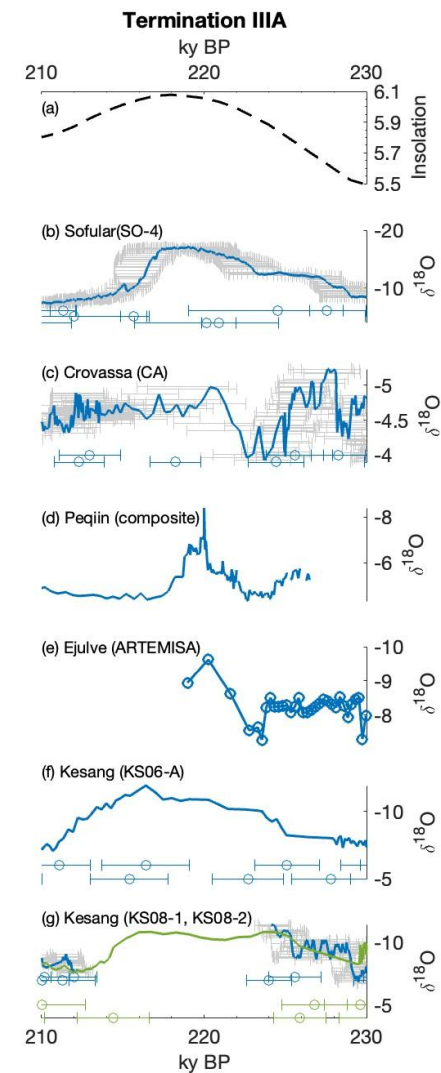 Termination IIIA
ky BP
210 220 230
(a)
6.1
5.9
5.7
5.5
Insolation
(b) Sofular(SO-4)
-20
-10
δ18O
(c) Crovassa (CA)
-5
-4.5
-4
δ18O
(d) Peqiin (composite)
-8
-6
δ18O
(e) Ejulve (ARTEMISA)
-10
-9
-8
δ18O
(f) Kesang (KS06-A)
-10
-5
δ18O
(g) Kesang (KS08-1, KS08-2)
-10
-5
δ18O
210 220 230
ky BP